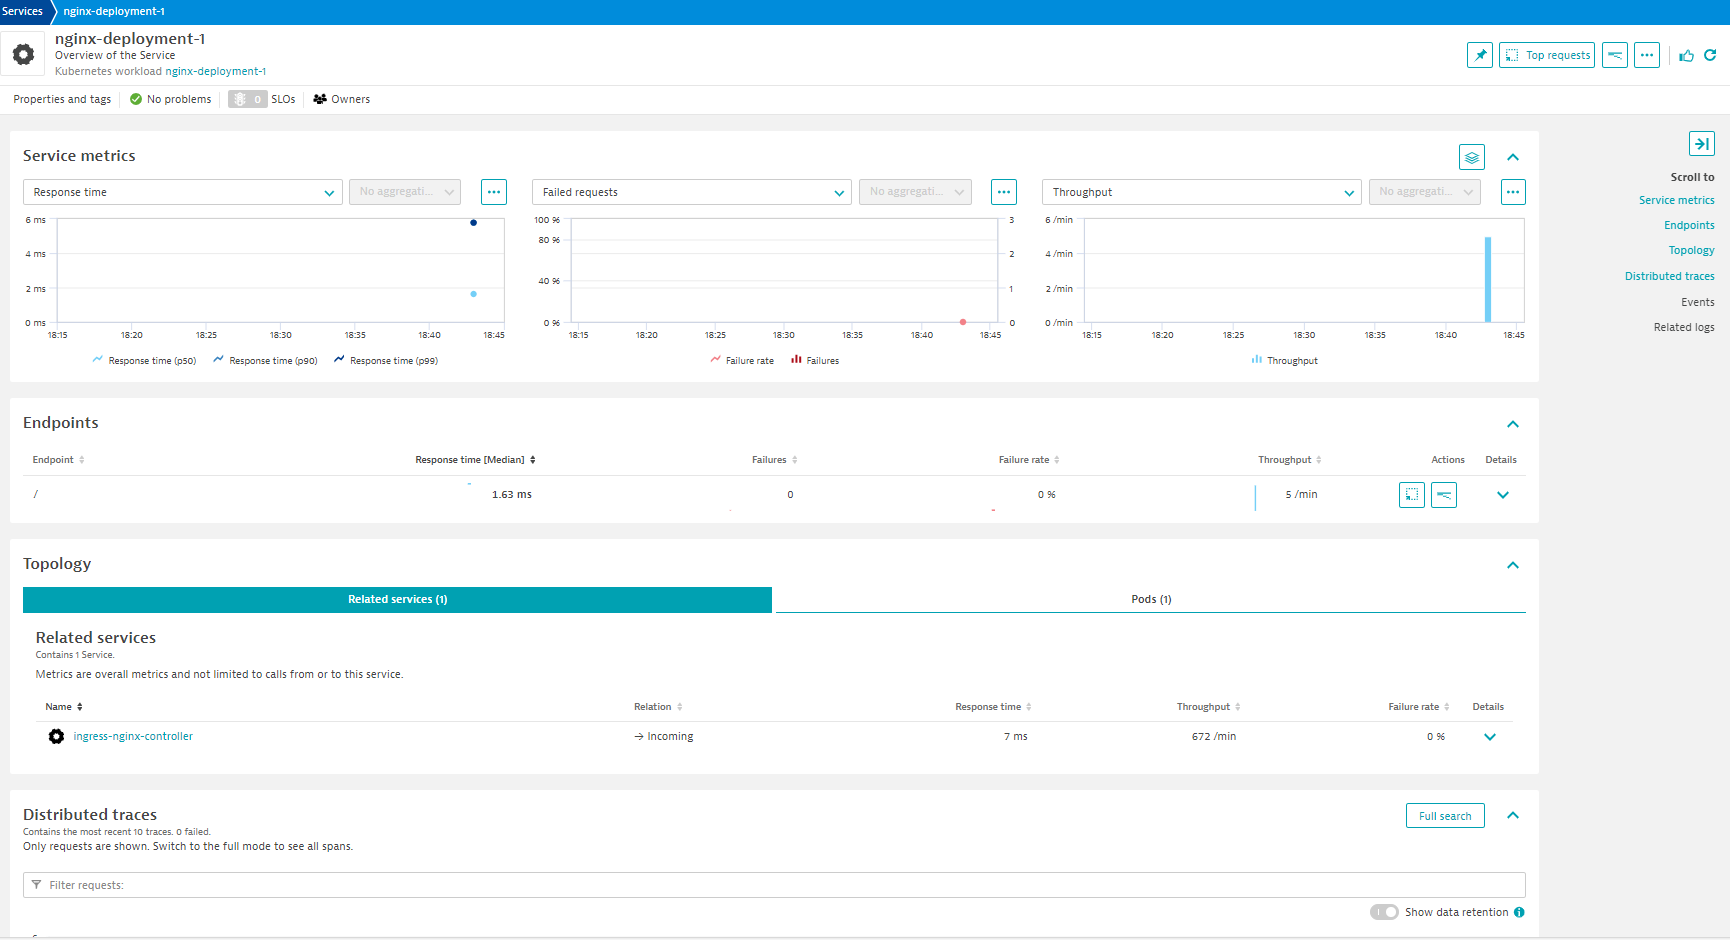 Services
nginx-deployment-1
nginx-deployment-1
Overview of the Service
Kubernetes workload nginx-deployment-1
Top requests
Properties and tags
No problems
0 SLOs
Owners
Service metrics
Response time
No aggregati...
Failed requests
No aggregati...
Throughput
No aggregati...
6 ms
4 ms
2 ms
0 ms
18:15 18:20 18:25 18:30 18:35 18:40 18:45
Response time (p50) Response time (p90) Response time (p99)
100 %
80 %
40 %
0 %
3
2
1
0
18:15 18:20 18:25 18:30 18:35 18:40 18:45
Failure rate Failures
6 /min
4 /min
2 /min
0 /min
18:15 18:20 18:25 18:30 18:35 18:40 18:45
Throughput
Scroll to
Service metrics
Endpoints
Topology
Distributed traces
Events
Related logs
Endpoints
Endpoint Response time [Median] Failures Failure rate Throughput Actions Details
/ 1.63 ms 0 0 % 5 /min
Topology
Related services (1)
Pods (1)
Related services
Contains 1 Service.
Metrics are overall metrics and not limited to calls from or to this service.
Name Relation Response time Throughput Failure rate Details
ingress-nginx-controller → Incoming 7 ms 672 /min 0 %
Distributed traces
Contains the most recent 10 traces. 0 failed.
Only requests are shown. Switch to the full mode to see all spans.
Full search
Filter requests:
Show data retention